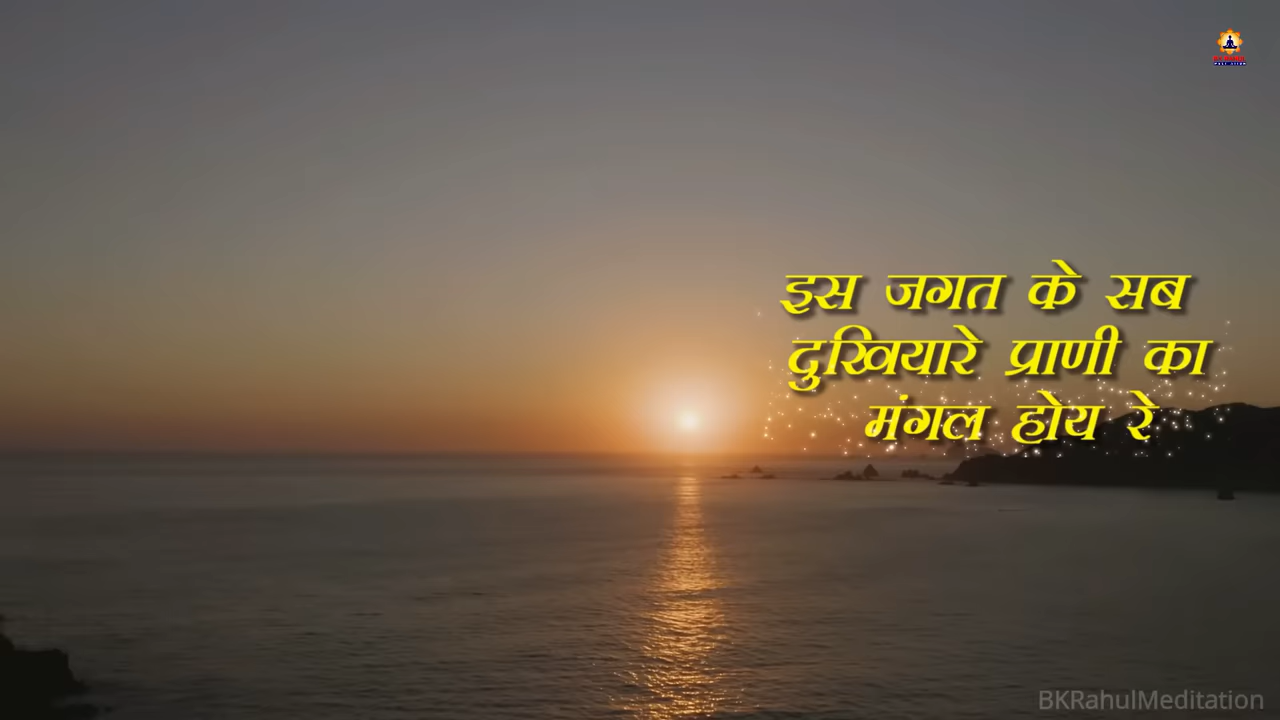 इस जगत के सब
दुखियारे प्राणी का
मंगल होय रे
BKRahulMeditation